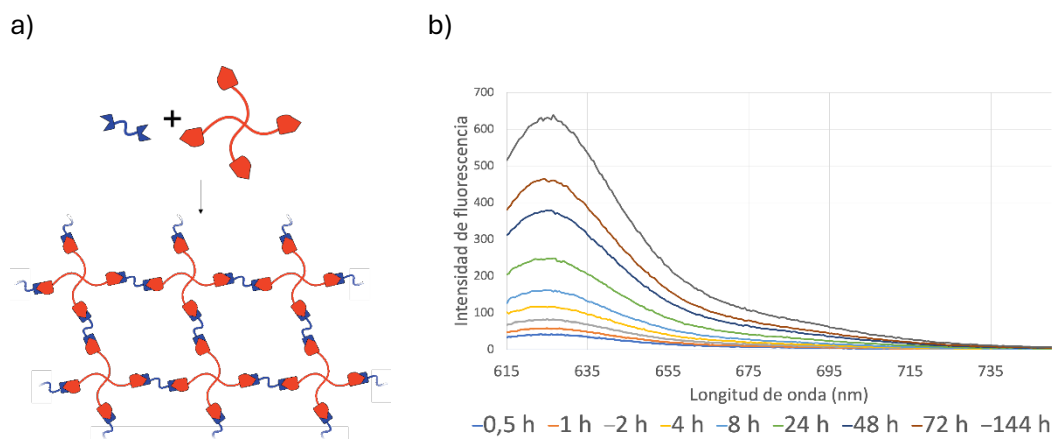 a)
b)
+
Intensidad de fluorescencia
700
600
500
400
300
200
100
0
615 635 655 675 695 715 735
Longitud de onda (nm)
–0,5 h –1 h –2 h –4 h –8 h –24 h –48 h –72 h –144 h